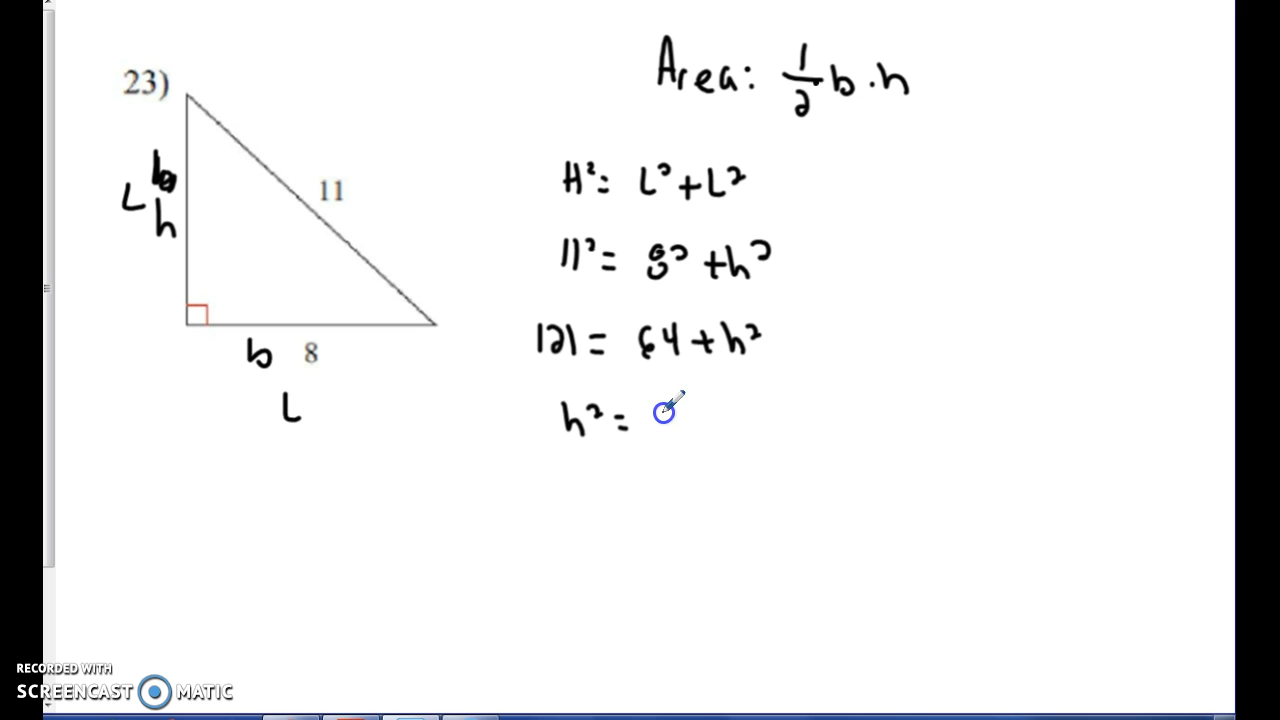 23)
Area: 1/2 b · h
H² = L² + L²
L
h
11
11² = 8² + h²
121 = 64 + h²
b 8
L
h² =
RECORDED WITH
SCREENCAST MATIC